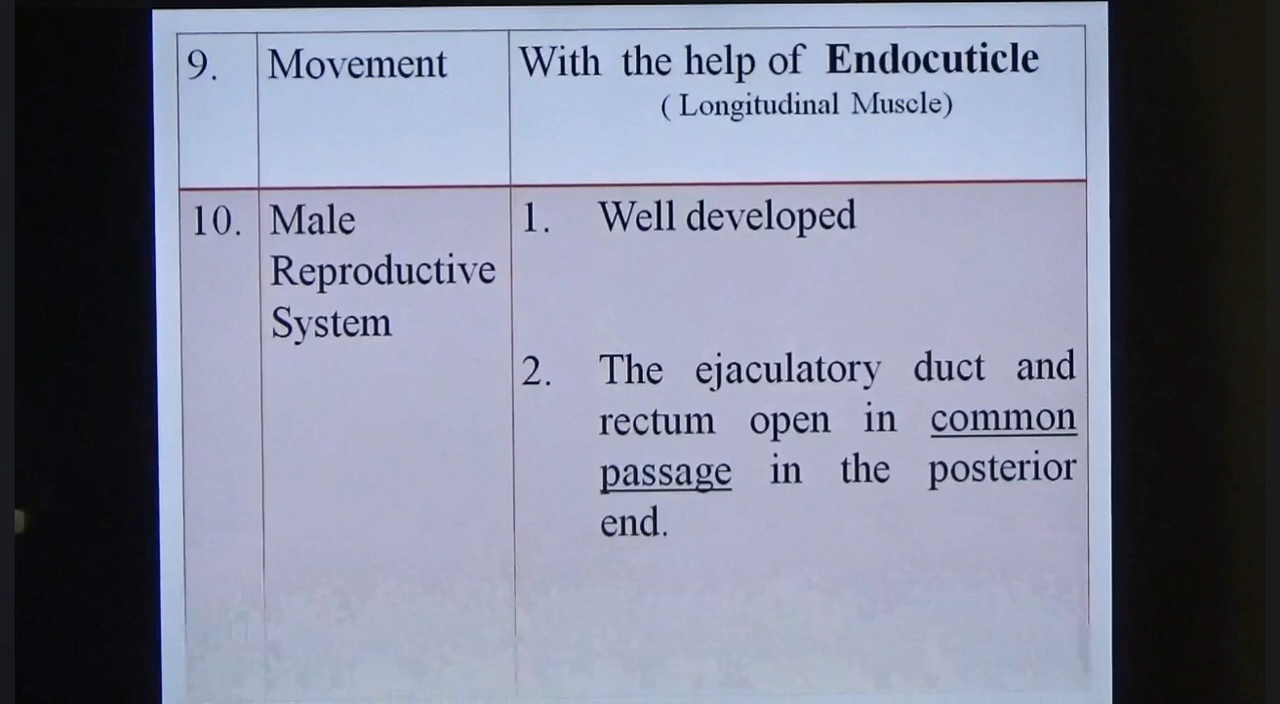 9. Movement With the help of Endocuticle
( Longitudinal Muscle)
10. Male 1. Well developed
Reproductive
System
2. The ejaculatory duct and
rectum open in common
passage in the posterior
end.